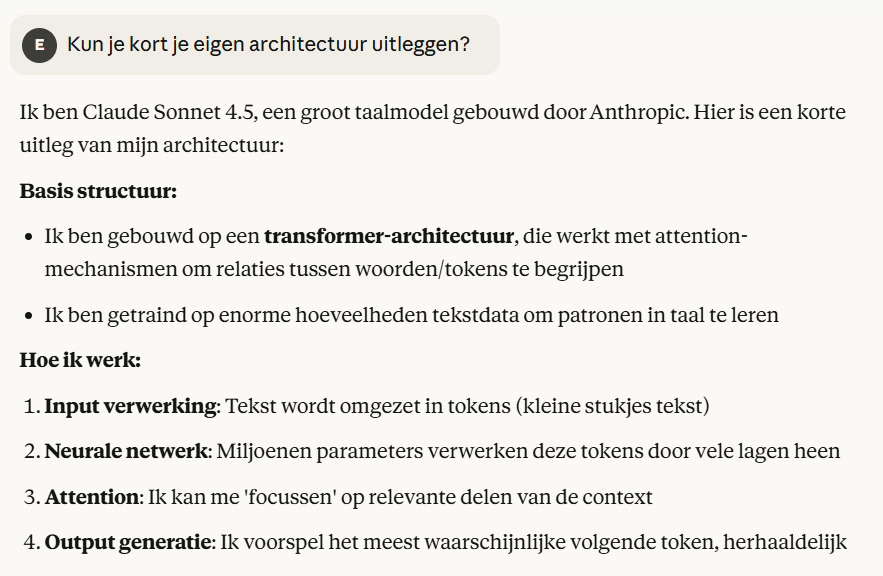 E Kun je kort je eigen architectuur uitleggen?
Ik ben Claude Sonnet 4.5, een groot taalmodel gebouwd door Anthropic. Hier is een korte
uitleg van mijn architectuur:
Basis structuur:
• Ik ben gebouwd op een transformer-architectuur, die werkt met attention-
mechanismen om relaties tussen woorden/tokens te begrijpen
• Ik ben getraind op enorme hoeveelheden tekstdata om patronen in taal te leren
Hoe ik werk:
1. Input verwerking: Tekst wordt omgezet in tokens (kleine stukjes tekst)
2. Neurale netwerk: Miljoenen parameters verwerken deze tokens door vele lagen heen
3. Attention: Ik kan me 'focussen' op relevante delen van de context
4. Output generatie: Ik voorspel het meest waarschijnlijke volgende token, herhaaldelijk